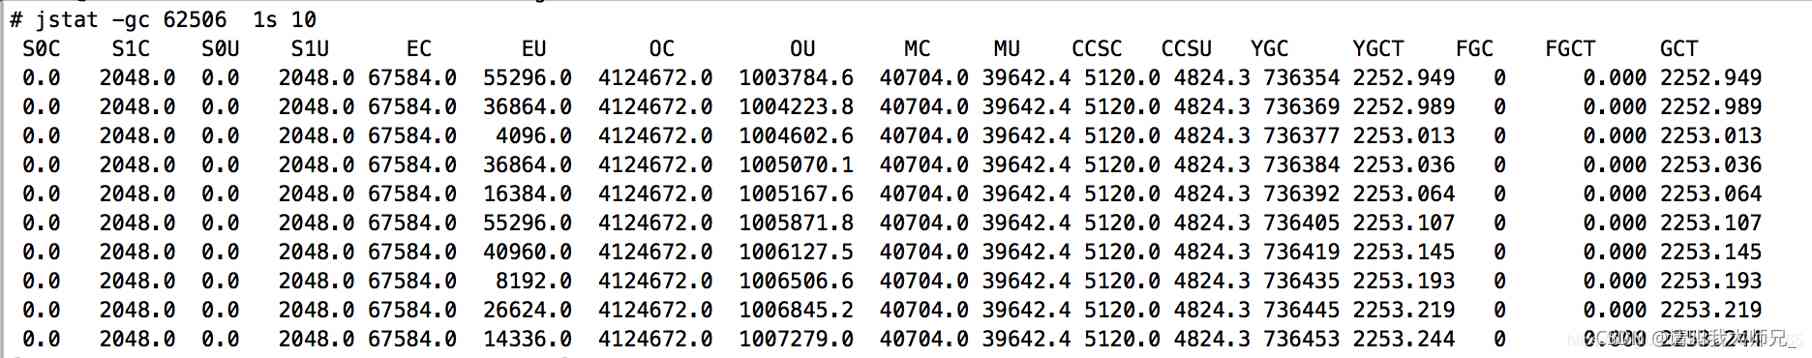 # jstat -gc 62506  1s 10
S0C S1C S0U S1U EC EU OC OU MC MU CCSC CCSU YGC YGCT FGC FGCT GCT
0.0 2048.0 0.0 2048.0 67584.0 55296.0 4124672.0 1003784.6 40704.0 39642.4 5120.0 4824.3 736354 2252.949 0 0.000 2252.949
0.0 2048.0 0.0 2048.0 67584.0 36864.0 4124672.0 1004223.8 40704.0 39642.4 5120.0 4824.3 736369 2252.989 0 0.000 2252.989
0.0 2048.0 0.0 2048.0 67584.0 4096.0 4124672.0 1004602.6 40704.0 39642.4 5120.0 4824.3 736377 2253.013 0 0.000 2253.013
0.0 2048.0 0.0 2048.0 67584.0 36864.0 4124672.0 1005070.1 40704.0 39642.4 5120.0 4824.3 736384 2253.036 0 0.000 2253.036
0.0 2048.0 0.0 2048.0 67584.0 16384.0 4124672.0 1005167.6 40704.0 39642.4 5120.0 4824.3 736392 2253.064 0 0.000 2253.064
0.0 2048.0 0.0 2048.0 67584.0 55296.0 4124672.0 1005871.8 40704.0 39642.4 5120.0 4824.3 736405 2253.107 0 0.000 2253.107
0.0 2048.0 0.0 2048.0 67584.0 40960.0 4124672.0 1006127.5 40704.0 39642.4 5120.0 4824.3 736419 2253.145 0 0.000 2253.145
0.0 2048.0 0.0 2048.0 67584.0 8192.0 4124672.0 1006506.6 40704.0 39642.4 5120.0 4824.3 736435 2253.193 0 0.000 2253.193
0.0 2048.0 0.0 2048.0 67584.0 26624.0 4124672.0 1006845.2 40704.0 39642.4 5120.0 4824.3 736445 2253.219 0 0.000 2253.219
0.0 2048.0 0.0 2048.0 67584.0 14336.0 4124672.0 1007279.0 40704.0 39642.4 5120.0 4824.3 736453 2253.244 0 0.000 2253.244
CSDN